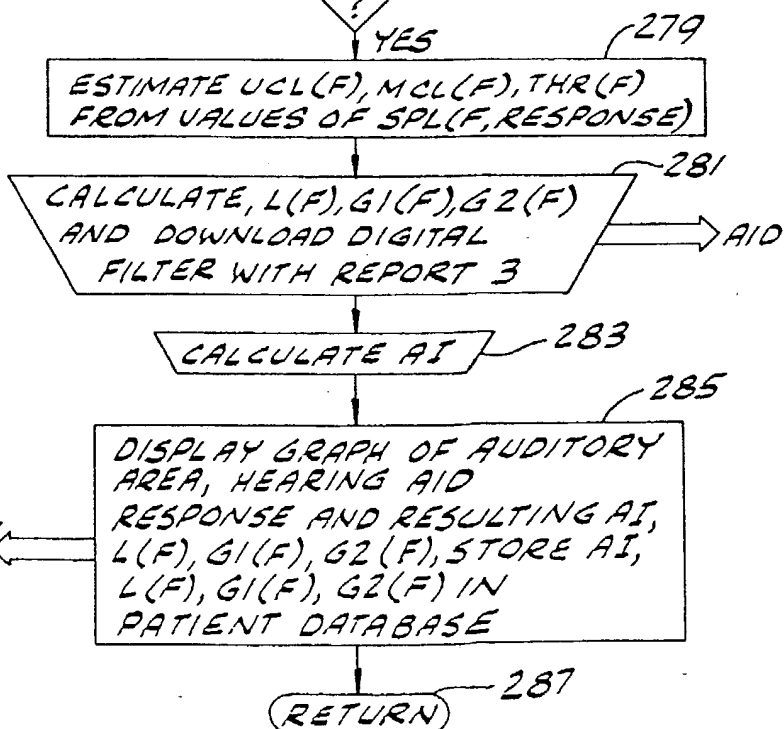 ?
YES
279
ESTIMATE UCL(F), MCL(F), THR(F)
FROM VALUES OF SPL(F, RESPONSE)
281
CALCULATE, L(F), G1(F), G2(F)
AND DOWNLOAD DIGITAL
FILTER WITH REPORT 3
AID
CALCULATE AI
283
285
DISPLAY GRAPH OF AUDITORY
AREA, HEARING AID
RESPONSE AND RESULTING AI,
L(F), G1(F), G2(F), STORE AI,
L(F), G1(F), G2(F) IN
PATIENT DATABASE
287
RETURN